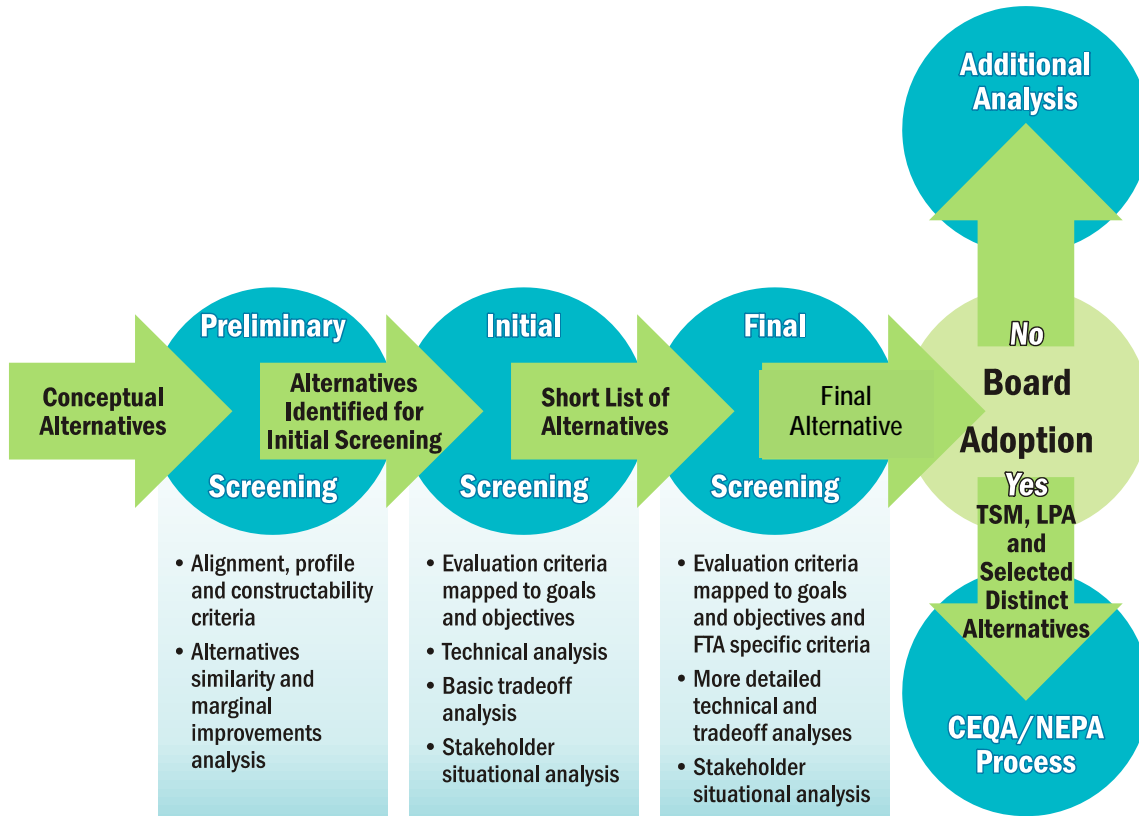 Conceptual
Alternatives
Preliminary
Screening
• Alignment, profile
and constructability
criteria
• Alternatives
similarity and
marginal
improvements
analysis
Alternatives
Identified for
Initial Screening
Initial
Screening
• Evaluation criteria
mapped to goals
and objectives
• Technical analysis
• Basic tradeoff
analysis
• Stakeholder
situational analysis
Short List of
Alternatives
Final
Screening
• Evaluation criteria
mapped to goals
and objectives and
FTA specific criteria
• More detailed
technical and
tradeoff analyses
• Stakeholder
situational analysis
Final
Alternative
Additional
Analysis
No
Board
Adoption
Yes
TSM, LPA
and
Selected
Distinct
Alternatives
CEQA/NEPA
Process